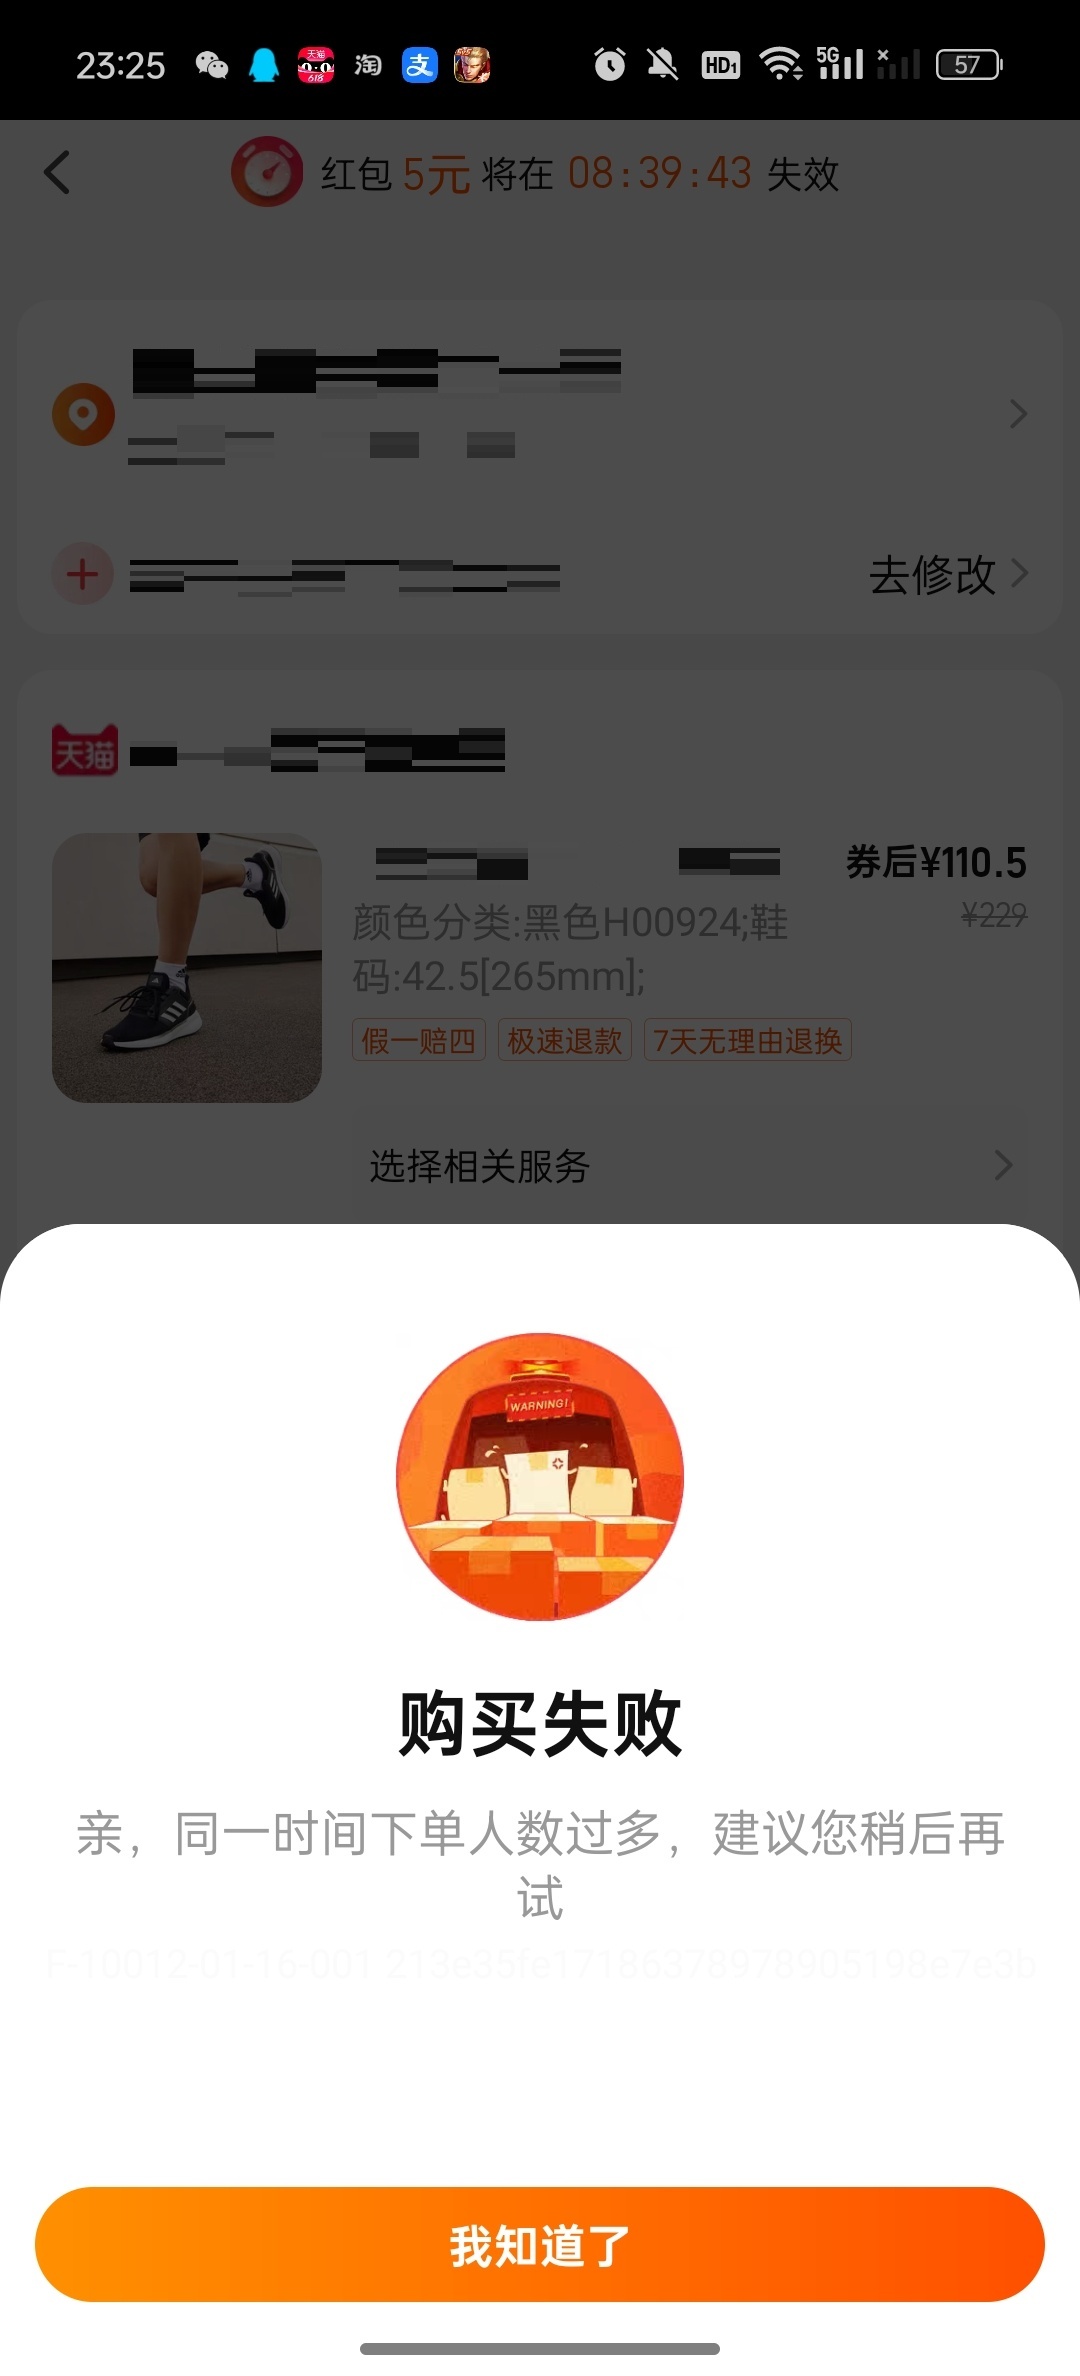 23:25
天猫
618
淘
支
HD1
5G
57
红包 5元 将在 08:39:43 失效
去修改
天猫
券后¥110.5
¥229
颜色分类:黑色H00924;鞋
码:42.5[265mm];
假一赔四 极速退款 7天无理由退换
选择相关服务
WARNING!
购买失败
亲，同一时间下单人数过多，建议您稍后再
试
F-10012-01-16-001 213e35fe17186378978905198e7e3b
我知道了